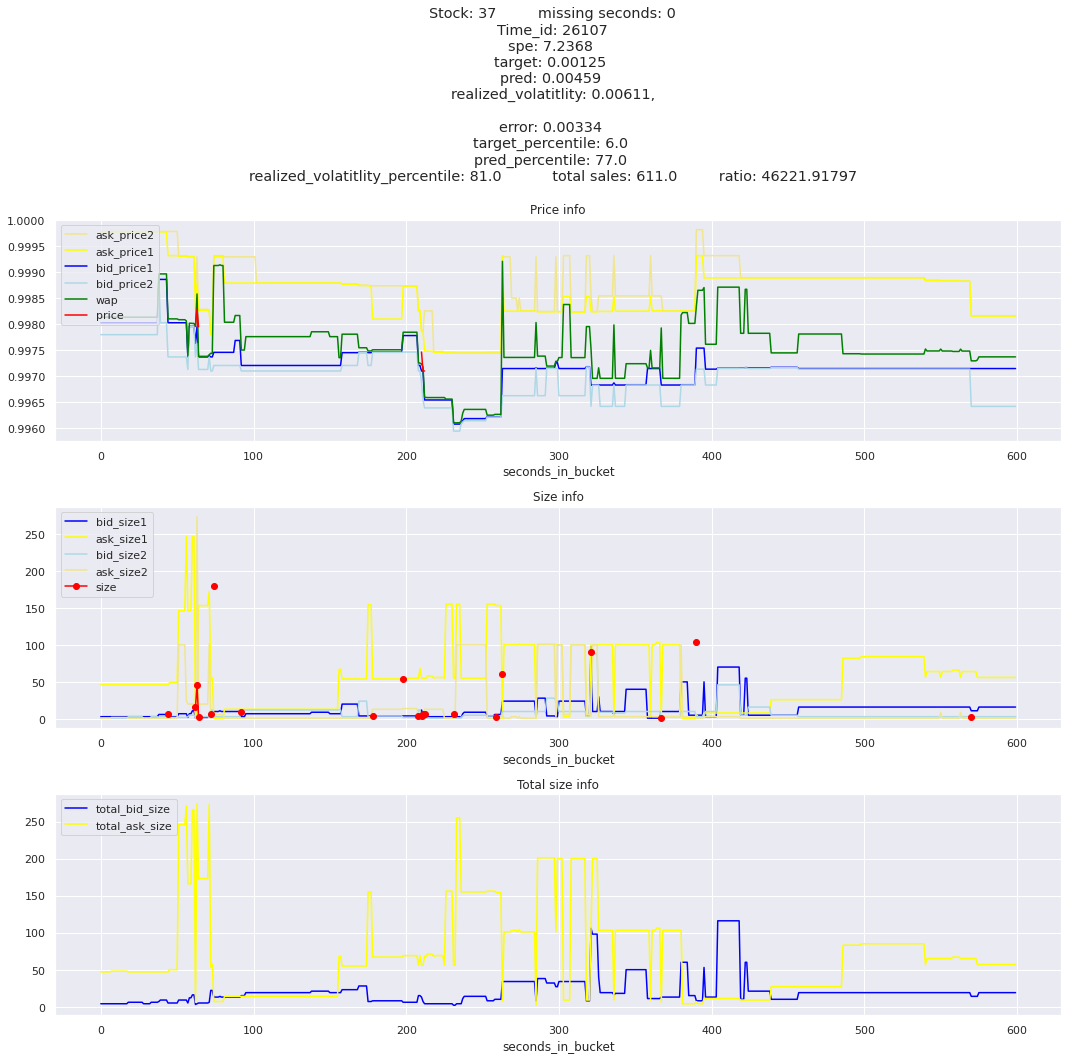 Stock: 37 missing seconds: 0
Time_id: 26107
spe: 7.2368
target: 0.00125
pred: 0.00459
realized_volatitlity: 0.00611,
error: 0.00334
target_percentile: 6.0
pred_percentile: 77.0
realized_volatitlity_percentile: 81.0 total sales: 611.0 ratio: 46221.91797
Price info
1.0000
0.9995
0.9990
0.9985
0.9980
0.9975
0.9970
0.9965
0.9960
ask_price2
ask_price1
bid_price1
bid_price2
wap
price
0 100 200 300 400 500 600
seconds_in_bucket
Size info
250
200
150
100
50
0
bid_size1
ask_size1
bid_size2
ask_size2
size
0 100 200 300 400 500 600
seconds_in_bucket
Total size info
250
200
150
100
50
0
total_bid_size
total_ask_size
0 100 200 300 400 500 600
seconds_in_bucket